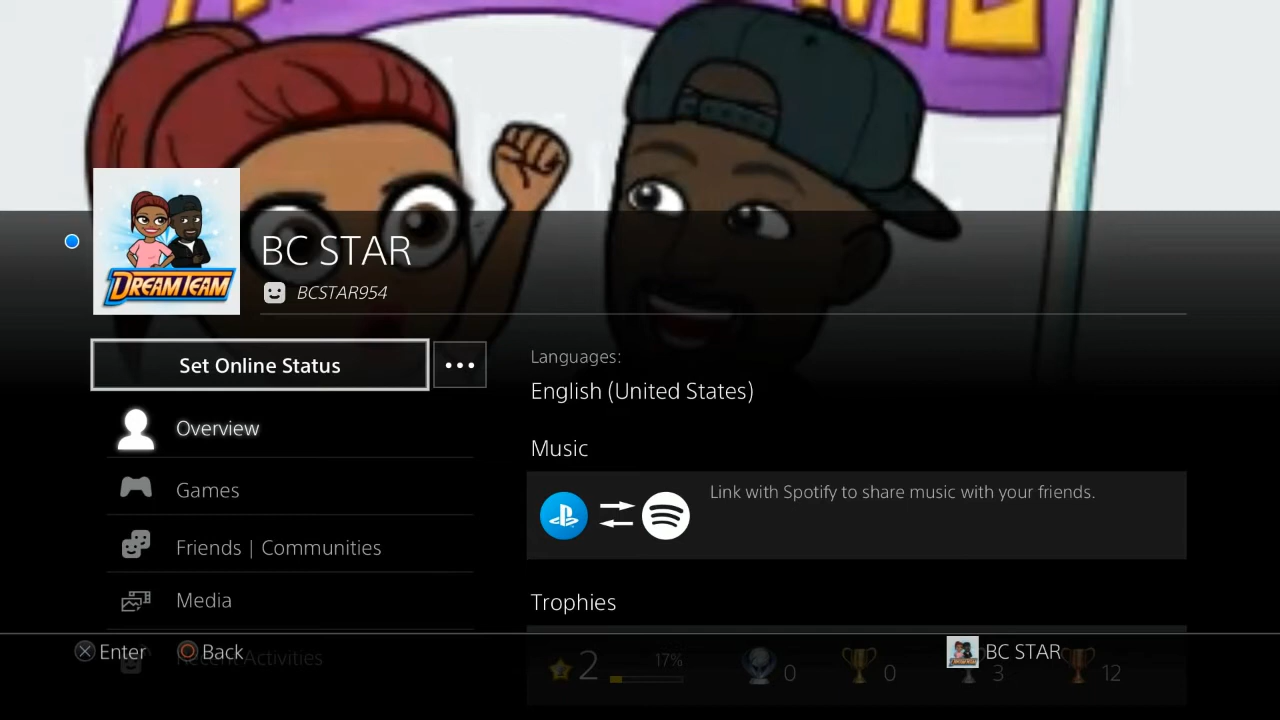 DREAM TEAM
BC STAR
BCSTAR954
Set Online Status
Overview
Games
Friends | Communities
Media
Recent Activities
Languages:
English (United States)
Music
Link with Spotify to share music with your friends.
Trophies
2
17%
0
0
3
12
Enter
Back
BC STAR